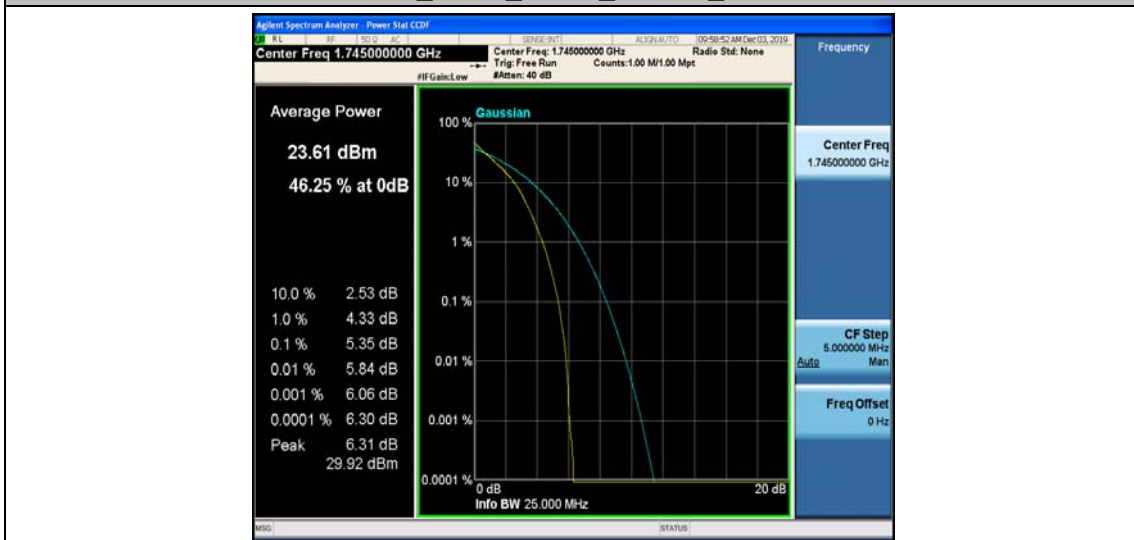 Agilent Spectrum Analyzer - Power Stat CCDF
RL RF 50 Ω AC SENSE:INT ALIGN AUTO 09:58:52 AM Dec 03, 2019
Center Freq 1.745000000 GHz
Center Freq: 1.745000000 GHz Radio Std: None
Trig: Free Run Counts:1.00 M/1.00 Mpt
#IFGain:Low #Atten: 40 dB
Frequency
Average Power
23.61 dBm
46.25 % at 0dB
10.0 % 2.53 dB
1.0 % 4.33 dB
0.1 % 5.35 dB
0.01 % 5.84 dB
0.001 % 6.06 dB
0.0001 % 6.30 dB
Peak 6.31 dB
29.92 dBm
Gaussian
100 %
10 %
1 %
0.1 %
0.01 %
0.001 %
0.0001 %
0 dB 20 dB
Info BW 25.000 MHz
Center Freq
1.745000000 GHz
CF Step
5.000000 MHz
Auto Man
Freq Offset
0 Hz
MSG STATUS